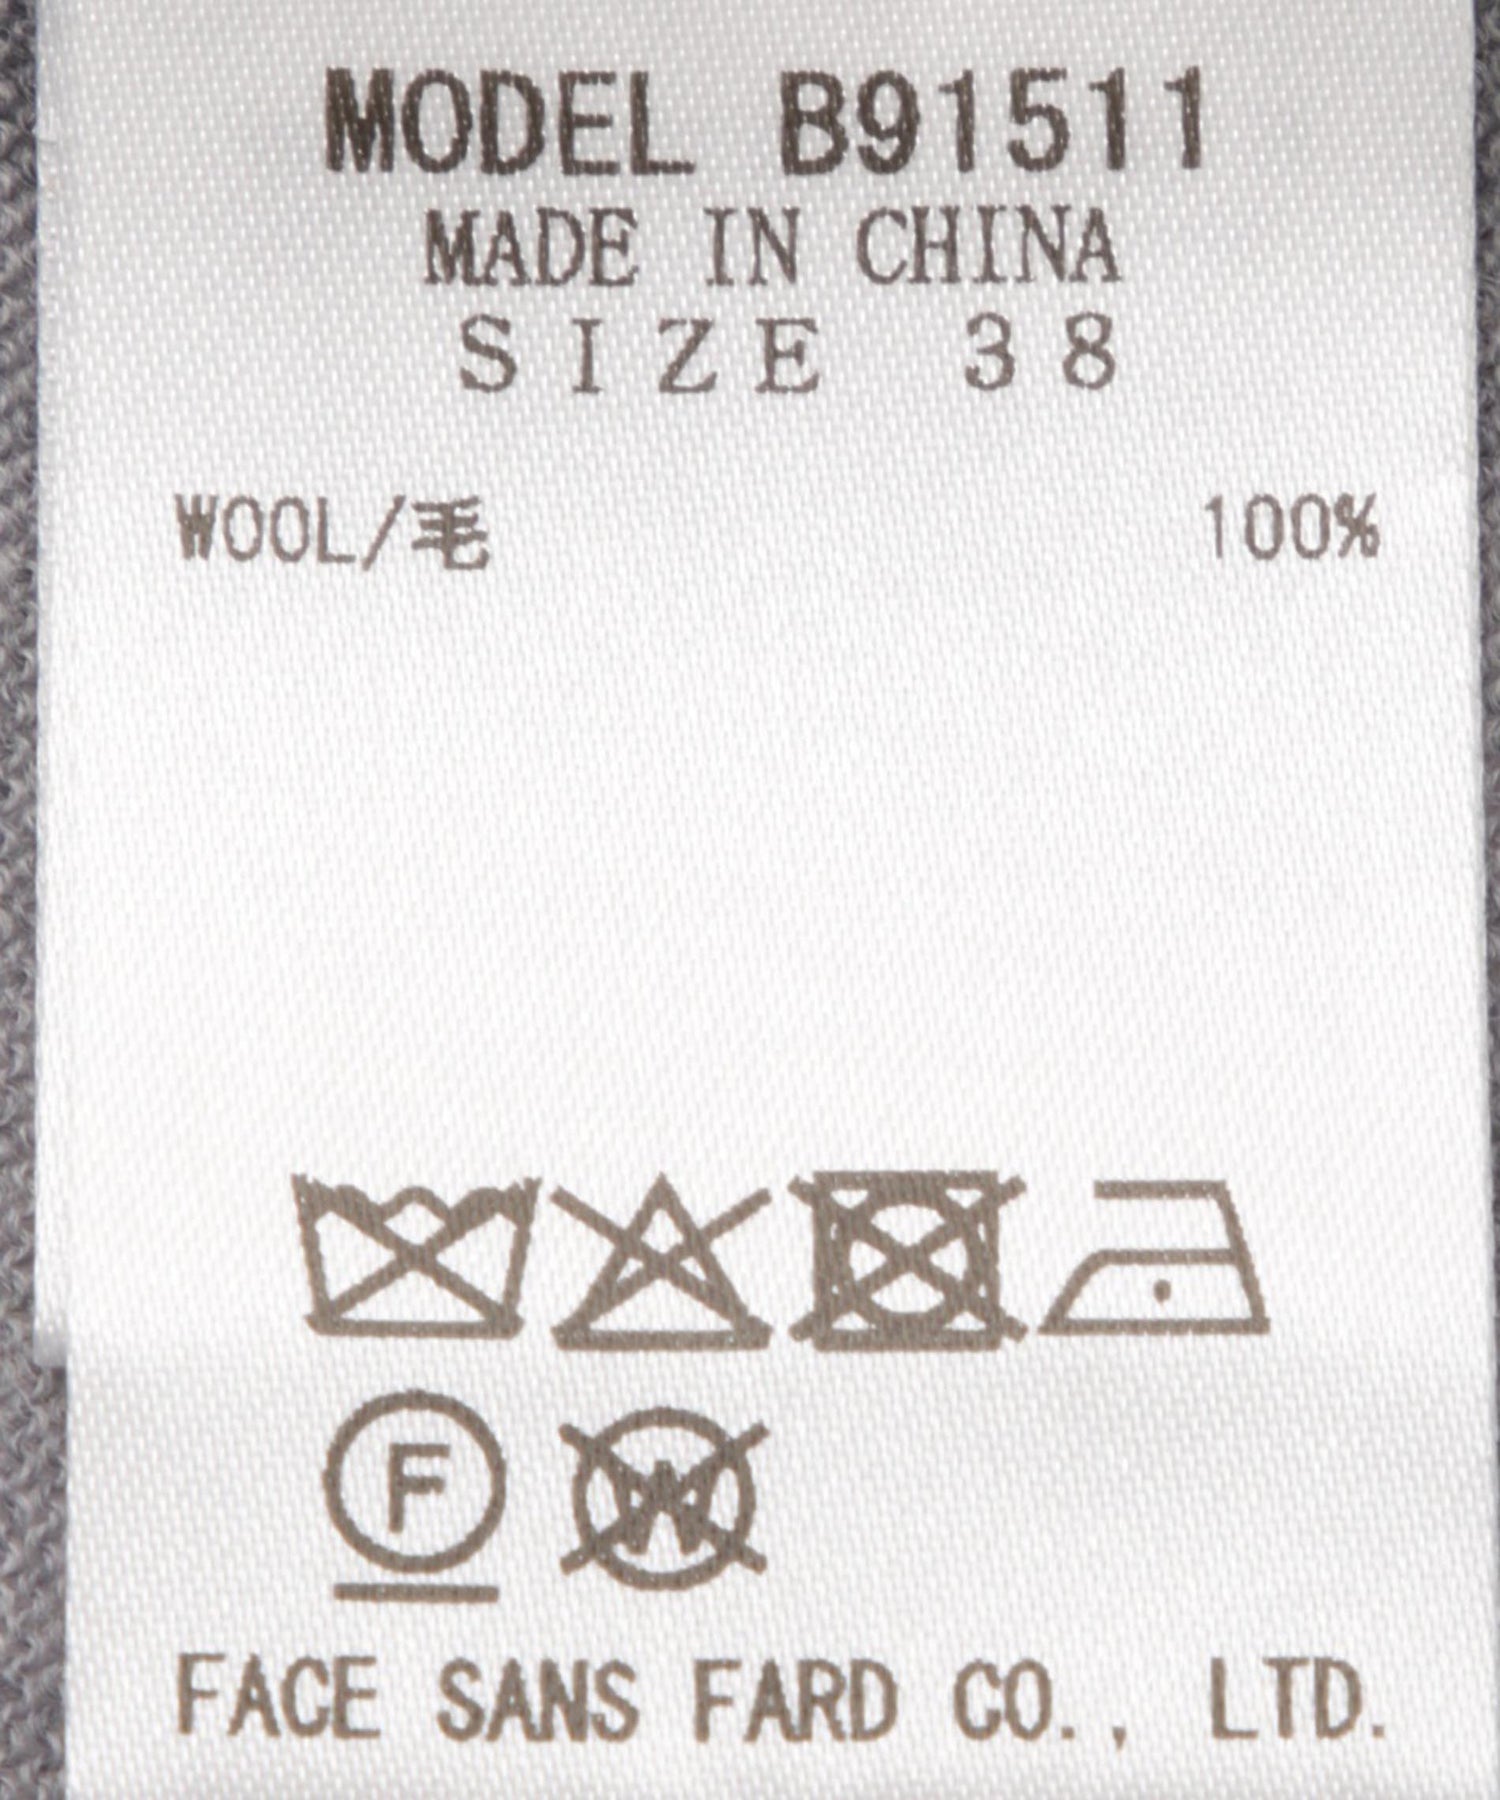 MODEL B91511
MADE IN CHINA
SIZE 38
WOOL/毛 100%
F W
FACE SANS FARD CO., LTD.